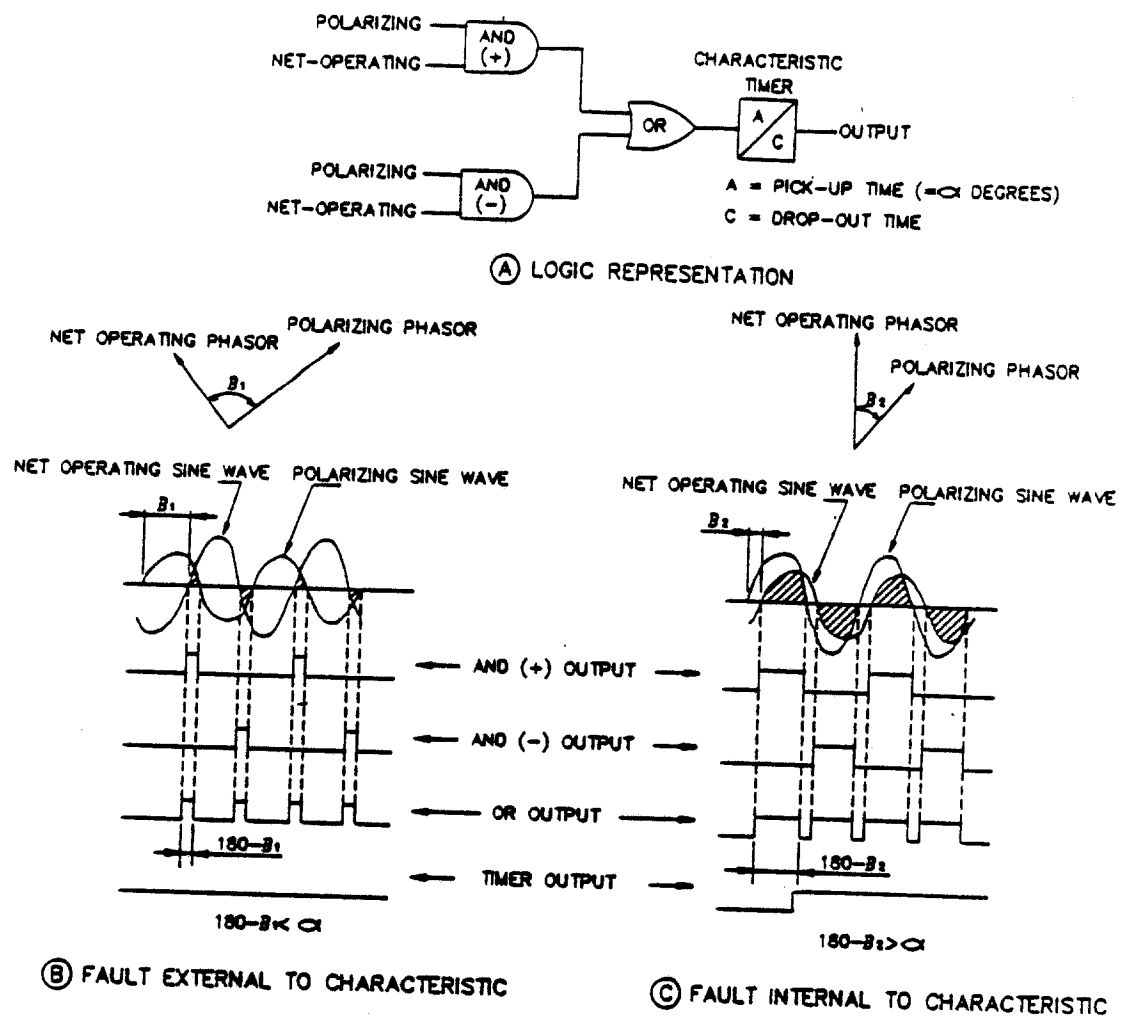 POLARIZING
NET-OPERATING
AND
(+)
CHARACTERISTIC
TIMER
OR
A
C
OUTPUT
POLARIZING
NET-OPERATING
AND
(-)
A = PICK-UP TIME (=α DEGREES)
C = DROP-OUT TIME
Ⓐ LOGIC REPRESENTATION
NET OPERATING PHASOR
POLARIZING PHASOR
B₁
NET OPERATING PHASOR
POLARIZING PHASOR
B₂
NET OPERATING SINE WAVE
POLARIZING SINE WAVE
B₁
NET OPERATING SINE WAVE
POLARIZING SINE WAVE
B₂
AND (+) OUTPUT
AND (-) OUTPUT
OR OUTPUT
180-B₁
180-B₂
TIMER OUTPUT
180-B₁< α
180-B₂>α
Ⓑ FAULT EXTERNAL TO CHARACTERISTIC
Ⓒ FAULT INTERNAL TO CHARACTERISTIC